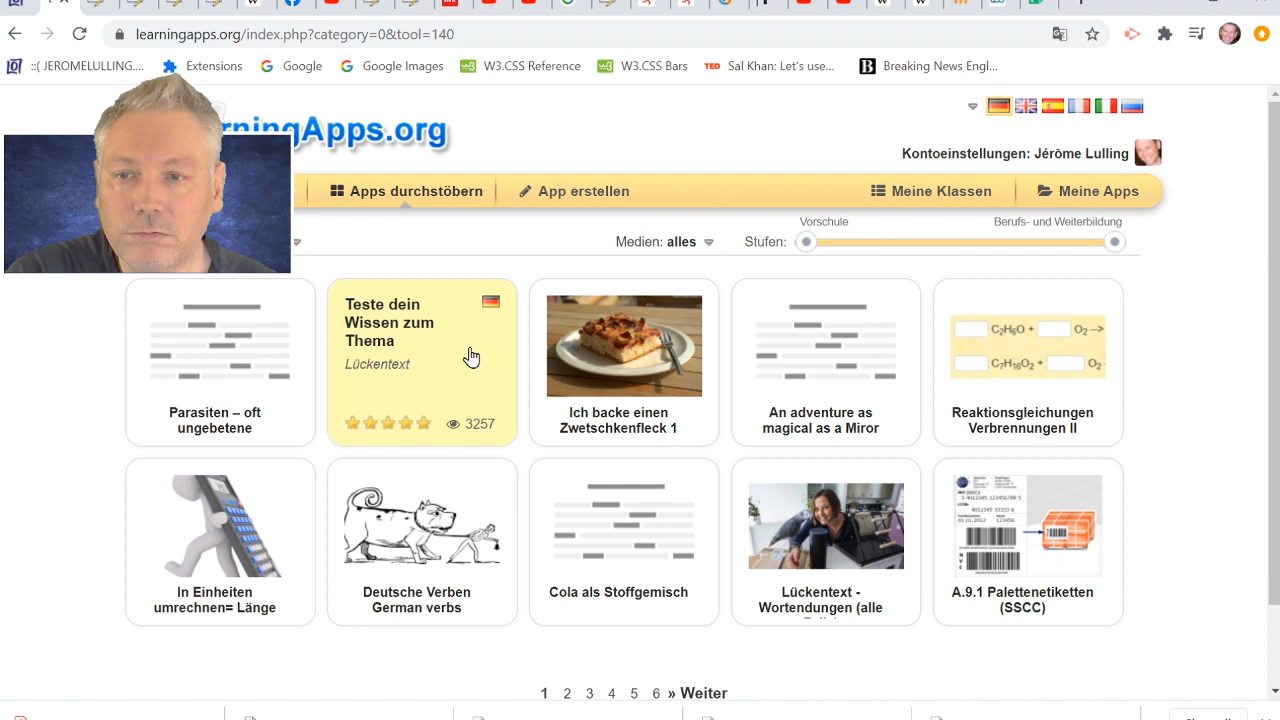 learningapps.org/index.php?category=0&tool=140
::( JEROMELULLING....
Extensions
Google
Google Images
W3.CSS Reference
W3.CSS Bars
TED
Sal Khan: Let's use...
Breaking News Engl...
rningApps.org
Kontoeinstellungen: Jérôme Lulling
Apps durchstöbern
App erstellen
Meine Klassen
Meine Apps
Medien: alles
Stufen:
Vorschule
Berufs- und Weiterbildung
Parasiten – oft
ungebetene
Teste dein
Wissen zum
Thema
Lückentext
3257
Ich backe einen
Zwetschkenfleck 1
An adventure as
magical as a Miror
C2H6O +
O2 -->
C7H16O2 +
O2
Reaktionsgleichungen
Verbrennungen II
In Einheiten
umrechnen= Länge
Deutsche Verben
German verbs
Cola als Stoffgemisch
Lückentext -
Wortendungen (alle
A.9.1 Palettenetiketten
(SSCC)
1 2 3 4 5 6 » Weiter